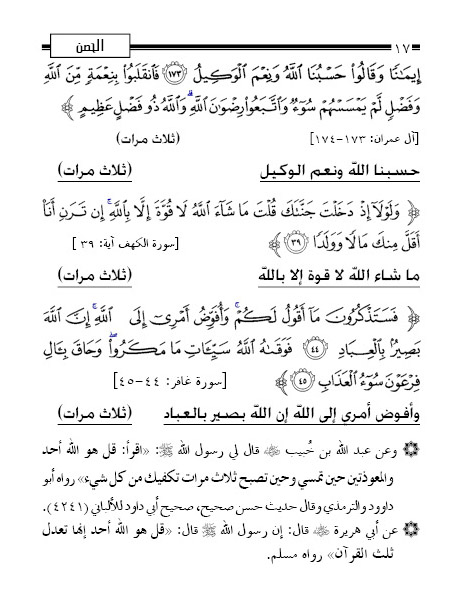 ١٧ الحصن
إِيمَٰنًا وَقَالُوا۟ حَسْبُنَا ٱللَّهُ وَنِعْمَ ٱلْوَكِيلُ ۝١٧٣ فَٱنقَلَبُوا۟ بِنِعْمَةٍ مِّنَ ٱللَّهِ
وَفَضْلٍ لَّمْ يَمْسَسْهُمْ سُوٓءٌ وَٱتَّبَعُوا۟ رِضْوَٰنَ ٱللَّهِ ۗ وَٱللَّهُ ذُو فَضْلٍ عَظِيمٍ ﴾
[آل عمران: ١٧٣-١٧٤] (ثلاث مرات)
حسبنا الله ونعم الوكيل (ثلاث مرات)
﴿ وَلَوْلَآ إِذْ دَخَلْتَ جَنَّتَكَ قُلْتَ مَا شَآءَ ٱللَّهُ لَا قُوَّةَ إِلَّا بِٱللَّهِ ۚ إِن تَرَنِ أَنَا۠
أَقَلَّ مِنكَ مَالًا وَوَلَدًا ۝٣٩ ﴾ [سورة الكهف آية: ٣٩]
ما شاء الله لا قوة إلا بالله (ثلاث مرات)
﴿ فَسَتَذْكُرُونَ مَآ أَقُولُ لَكُمْ ۚ وَأُفَوِّضُ أَمْرِىٓ إِلَى ٱللَّهِ ۚ إِنَّ ٱللَّهَ
بَصِيرٌۢ بِٱلْعِبَادِ ۝٤٤ فَوَقَىٰهُ ٱللَّهُ سَيِّـَٔاتِ مَا مَكَرُوا۟ ۖ وَحَاقَ بِـَٔالِ
فِرْعَوْنَ سُوٓءُ ٱلْعَذَابِ ۝٤٥ ﴾ [سورة غافر: ٤٤-٤٥]
وأفوض أمري إلى الله إن الله بصير بالعباد (ثلاث مرات)
وعن عبد الله بن خُبيب ﷺ قال لي رسول الله ﷺ: «اقرأ: قل هو الله أحد
والمعوذتين حين تمسي وحين تصبح ثلاث مرات تكفيك من كل شيء» رواه أبو
داوود والترمذي وقال حديث حسن صحيح، صحيح أبي داود للألباني (٤٢٤١).
عن أبي هريرة قال: إن رسول الله ﷺ قال: «قل هو الله أحد إنها تعدل
ثلث القرآن» رواه مسلم.